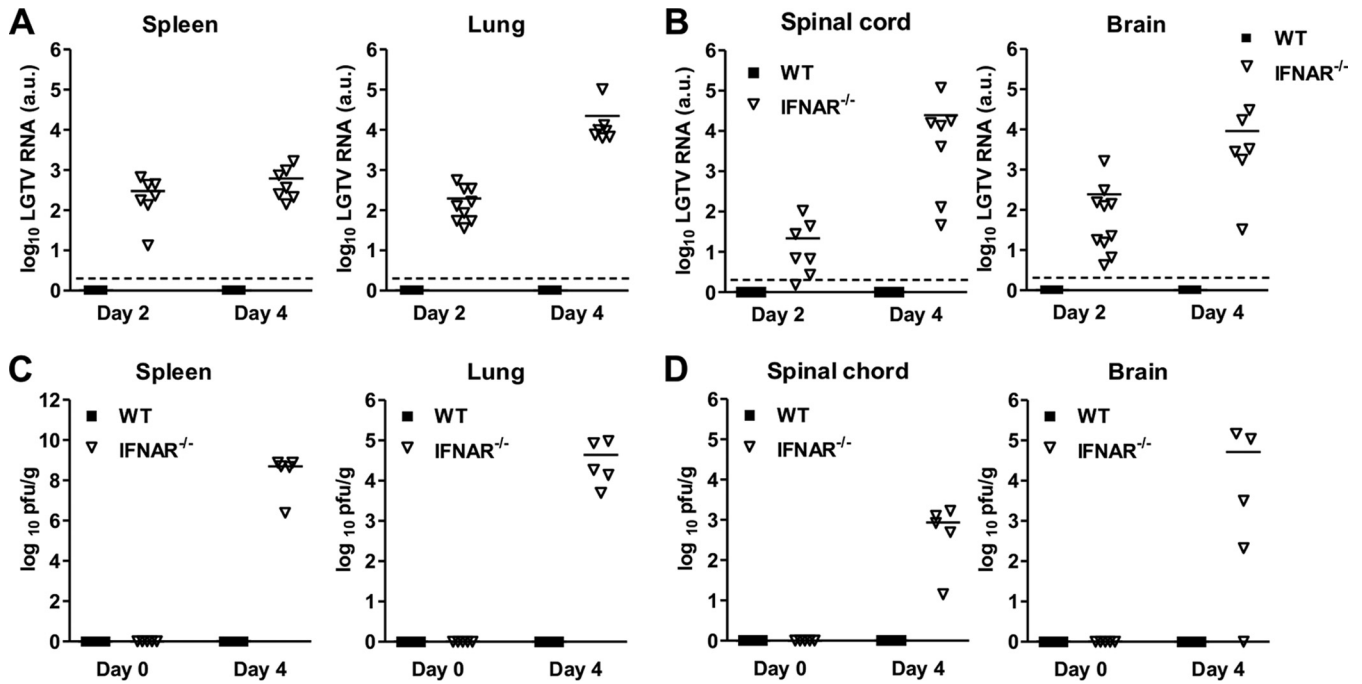 A
Spleen
log10 LGTV RNA (a.u.)
6
5
4
3
2
1
0
Day 2
Day 4
Lung
log10 LGTV RNA (a.u.)
6
5
4
3
2
1
0
Day 2
Day 4
B
Spinal cord
WT
IFNAR-/-
log10 LGTV RNA (a.u.)
6
5
4
3
2
1
0
Day 2
Day 4
Brain
WT
IFNAR-/-
log10 LGTV RNA (a.u.)
6
5
4
3
2
1
0
Day 2
Day 4
C
Spleen
WT
IFNAR-/-
log 10 pfu/g
12
10
8
6
4
2
0
Day 0
Day 4
Lung
WT
IFNAR-/-
log 10 pfu/g
6
5
4
3
2
1
0
Day 0
Day 4
D
Spinal chord
WT
IFNAR-/-
log 10 pfu/g
6
5
4
3
2
1
0
Day 0
Day 4
Brain
WT
IFNAR-/-
log 10 pfu/g
6
5
4
3
2
1
0
Day 0
Day 4